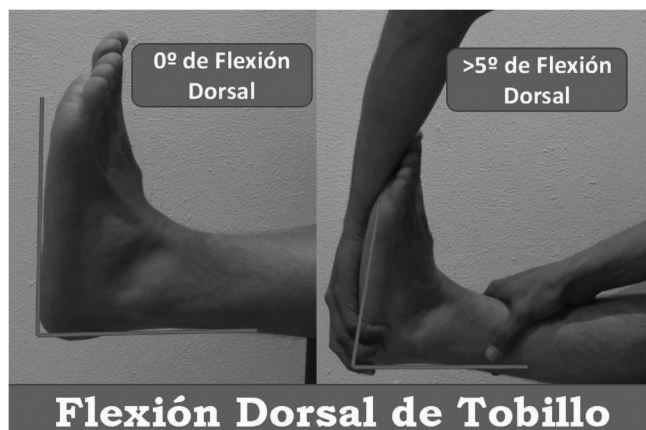 0º de Flexión
Dorsal
>5º de Flexión
Dorsal
Flexión Dorsal de Tobillo